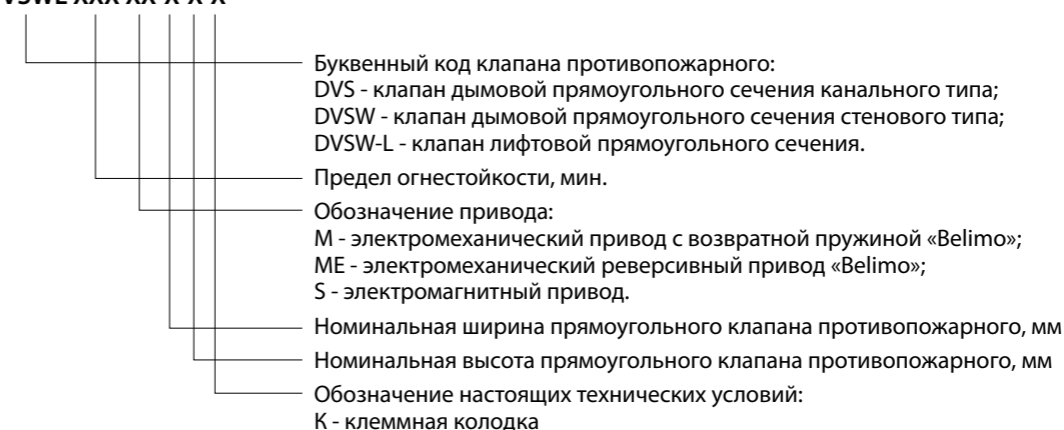 Буквенный код клапана противопожарного:
DVS - клапан дымовой прямоугольного сечения канального типа;
DVSW - клапан дымовой прямоугольного сечения стенового типа;
DVSW-L - клапан лифтовой прямоугольного сечения.
Предел огнестойкости, мин.
Обозначение привода:
M - электромеханический привод с возвратной пружиной «Belimo»;
ME - электромеханический реверсивный привод «Belimo»;
S - электромагнитный привод.
Номинальная ширина прямоугольного клапана противопожарного, мм
Номинальная высота прямоугольного клапана противопожарного, мм
Обозначение настоящих технических условий:
К - клеммная колодка